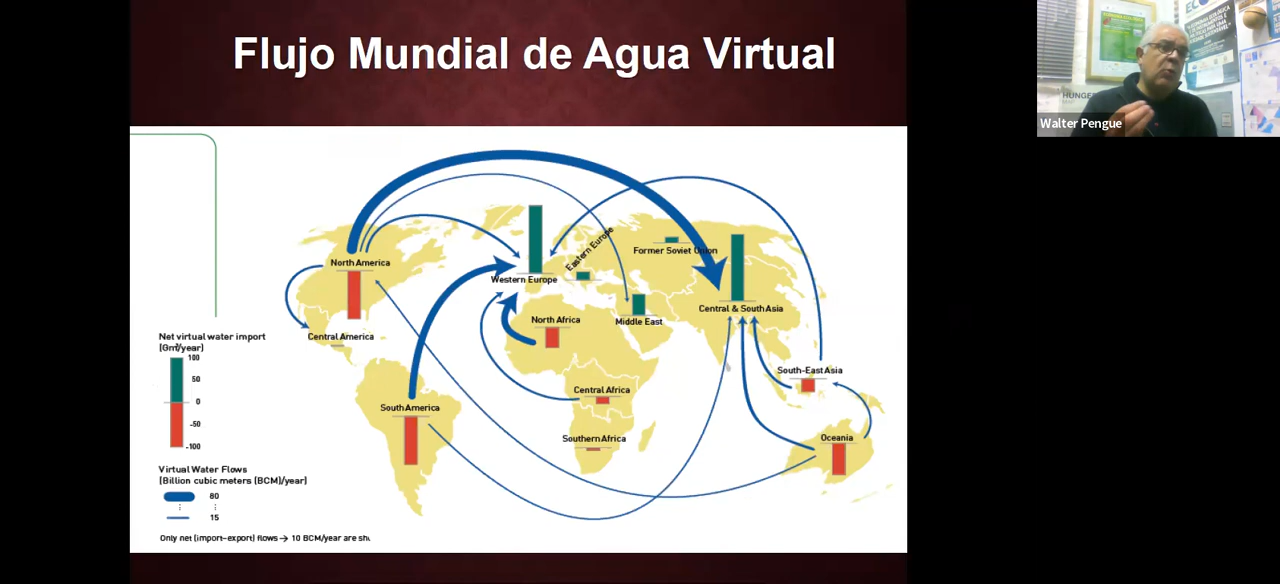 Flujo Mundial de Agua Virtual
HUNGER
Walter Pengue
North America
Central America
South America
Western Europe
Eastern Europe
Former Soviet Union
Middle East
Central & South Asia
North Africa
Central Africa
Southern Africa
South-East Asia
Oceania
Net virtual water import
(Gm³/year)
100
50
0
-50
-100
Virtual Water Flows
(Billion cubic meters (BCM)/year)
80
15
Only net (import-export) flows → 10 BCM/year are